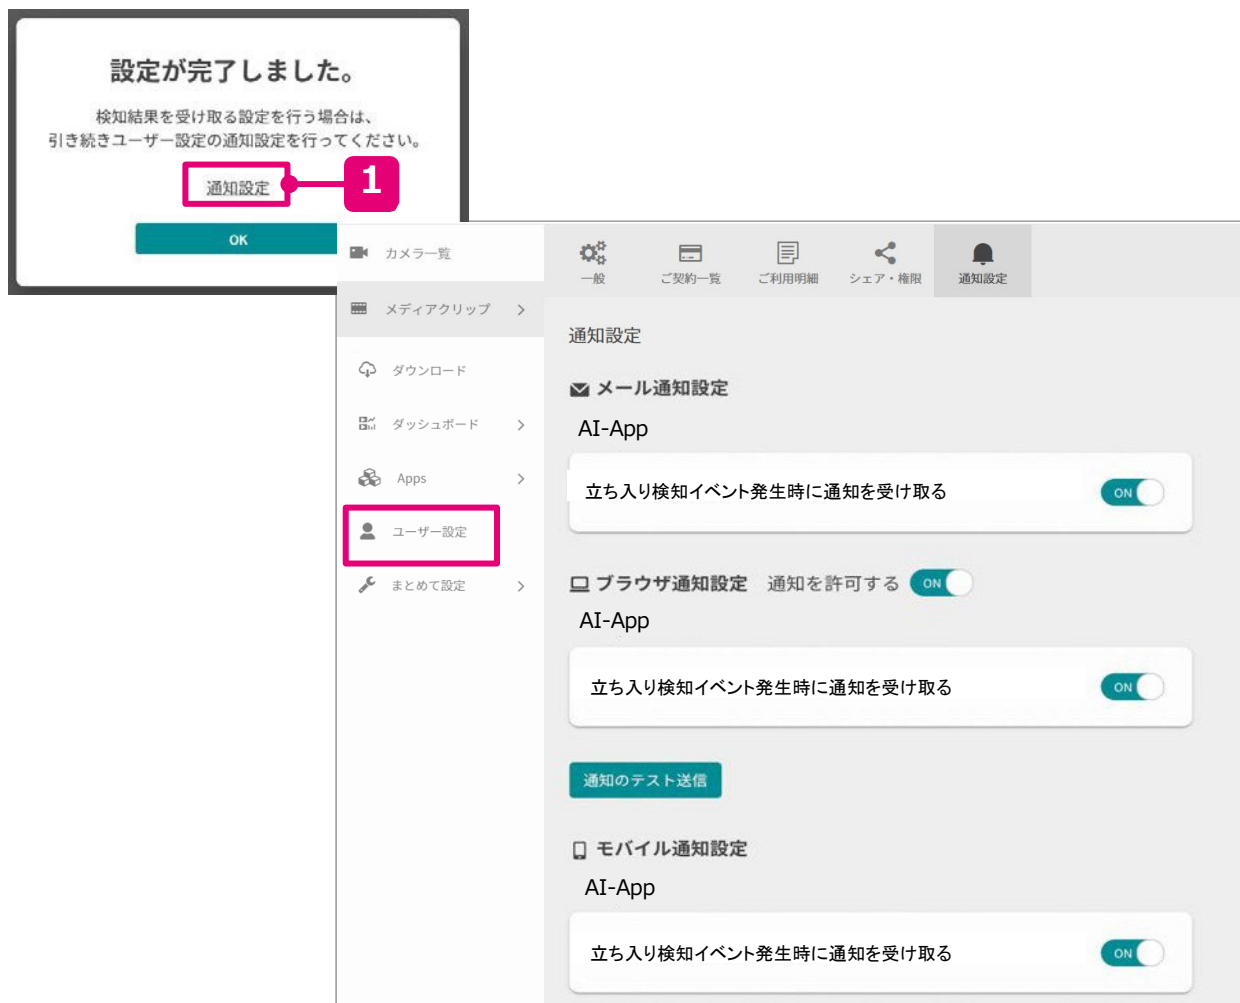 設定が完了しました。
検知結果を受け取る設定を行う場合は、
引き続きユーザー設定の通知設定を行ってください。
通知設定
1
OK
カメラ一覧
メディアクリップ
ダウンロード
ダッシュボード
Apps
ユーザー設定
まとめて設定
一般
ご契約一覧
ご利用明細
シェア・権限
通知設定
通知設定
メール通知設定
AI-App
立ち入り検知イベント発生時に通知を受け取る
ON
ブラウザ通知設定 通知を許可する ON
AI-App
立ち入り検知イベント発生時に通知を受け取る
ON
通知のテスト送信
モバイル通知設定
AI-App
立ち入り検知イベント発生時に通知を受け取る
ON